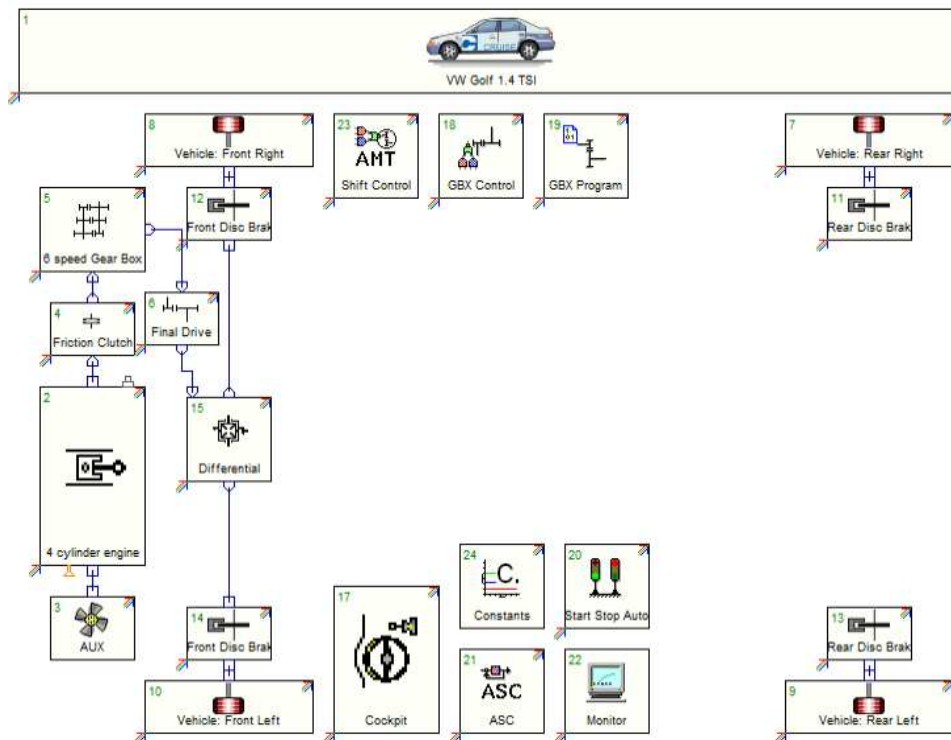 1
CRUISE
VW Golf 1.4 TSI
8
Vehicle: Front Right
23
AMT
Shift Control
18
GBX Control
19
GBX Program
7
Vehicle: Rear Right
5
6 speed Gear Box
12
Front Disc Brak
11
Rear Disc Brak
4
Friction Clutch
6
Final Drive
2
4 cylinder engine
15
Differential
3
AUX
14
Front Disc Brak
17
Cockpit
24
C.
Constants
20
Start Stop Auto
13
Rear Disc Brak
10
Vehicle: Front Left
21
ASC
ASC
22
Monitor
9
Vehicle: Rear Left